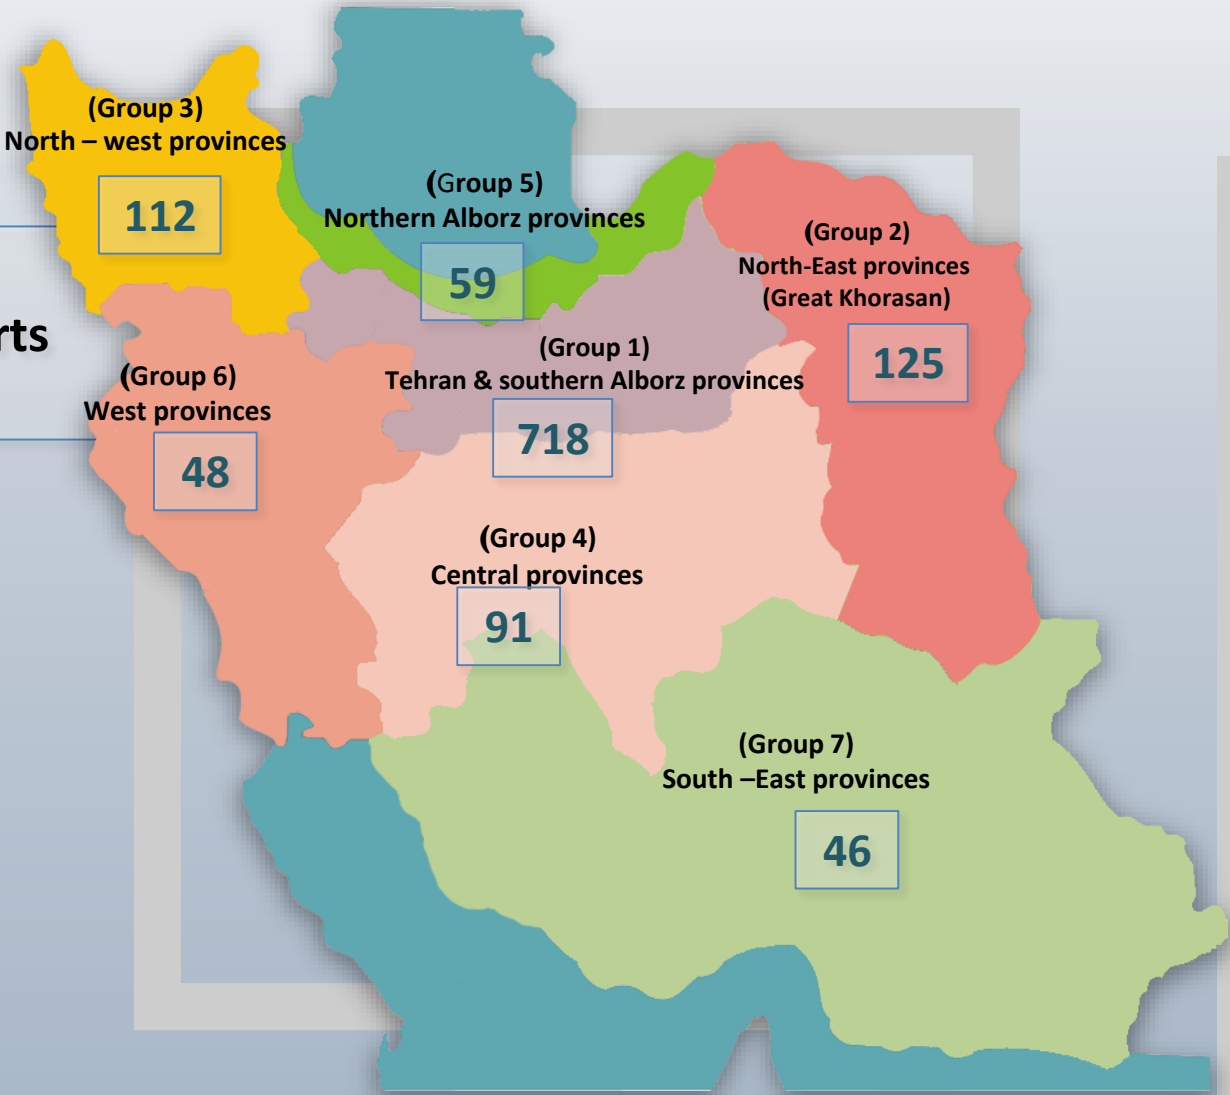 (Group 3)
North – west provinces
112
(Group 5)
Northern Alborz provinces
59
(Group 2)
North-East provinces
(Great Khorasan)
125
rts
(Group 1)
Tehran & southern Alborz provinces
718
(Group 6)
West provinces
48
(Group 4)
Central provinces
91
(Group 7)
South –East provinces
46